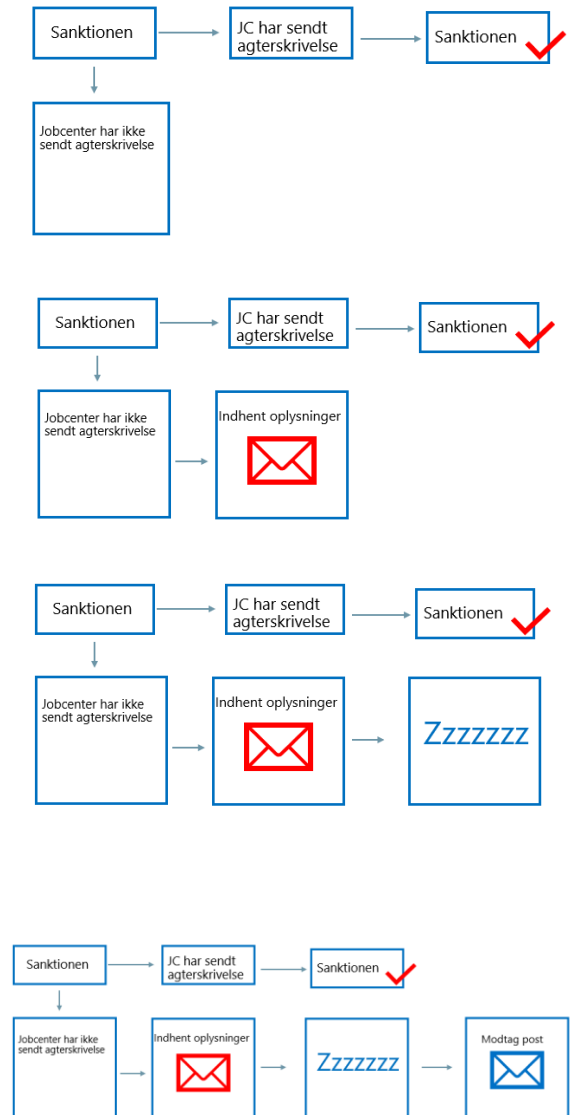 Sanktionen
JC har sendt
agterskrivelse
Sanktionen
Jobcenter har ikke
sendt agterskrivelse
Sanktionen
JC har sendt
agterskrivelse
Sanktionen
Jobcenter har ikke
sendt agterskrivelse
Indhent oplysninger
Sanktionen
JC har sendt
agterskrivelse
Sanktionen
Jobcenter har ikke
sendt agterskrivelse
Indhent oplysninger
Zzzzzzz
Sanktionen
JC har sendt
agterskrivelse
Sanktionen
Jobcenter har ikke
sendt agterskrivelse
Indhent oplysninger
Zzzzzzz
Modtag post